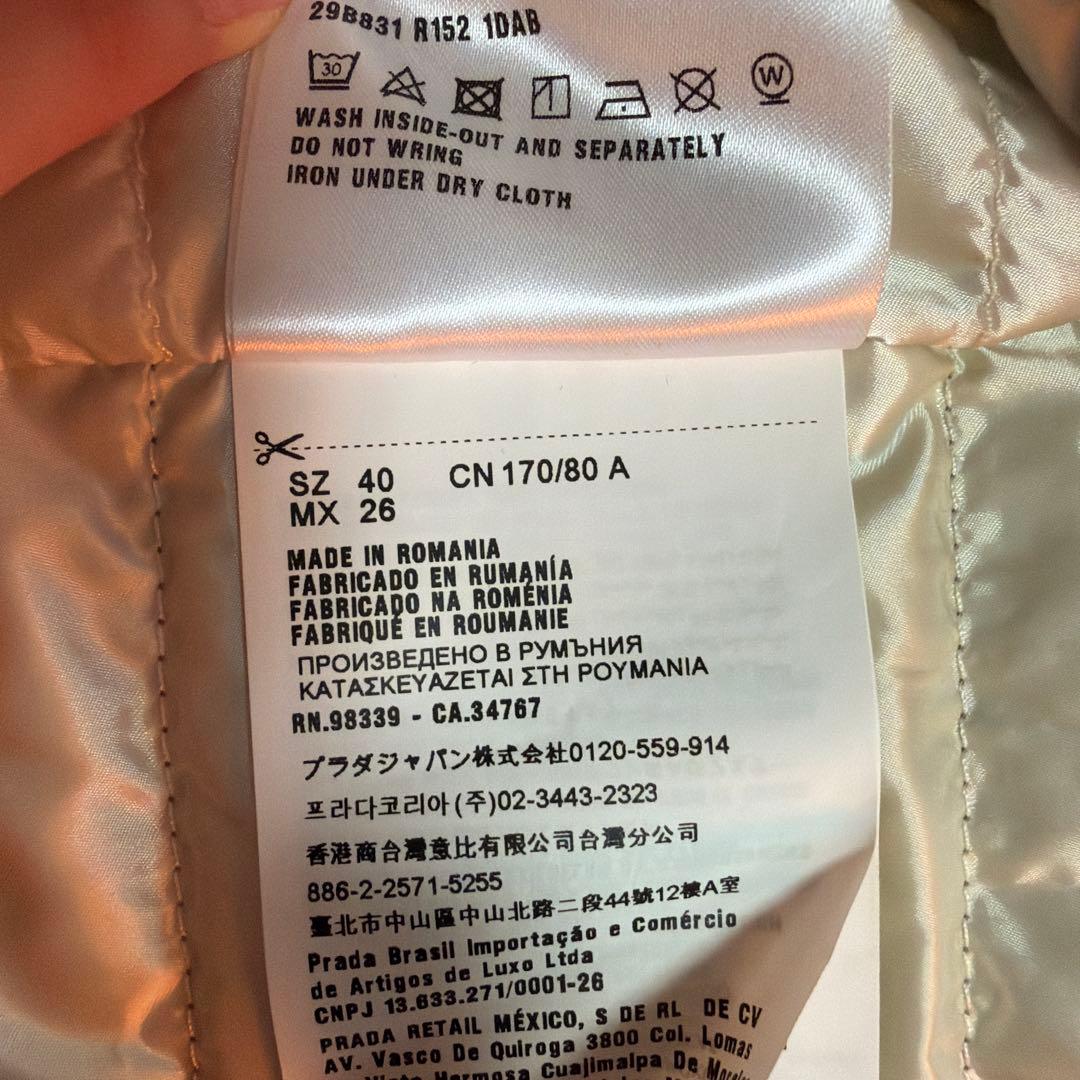 29B831 R152 1DAB
30
W
WASH INSIDE-OUT AND SEPARATELY
DO NOT WRING
IRON UNDER DRY CLOTH
SZ 40 CN 170/80 A
MX 26
MADE IN ROMANIA
FABRICADO EN RUMANÍA
FABRICADO NA ROMÉNIA
FABRIQUÉ EN ROUMANIE
ПРОИЗВЕДЕНО В РУМЪНИЯ
ΚΑΤΑΣΚΕΥΑΖΕΤΑΙ ΣΤΗ ΡΟΥΜΑΝΙΑ
RN.98339 - CA.34767
プラダジャパン株式会社0120-559-914
프라다코리아(주)02-3443-2323
香港商台灣意比有限公司台灣分公司
886-2-2571-5255
臺北市中山區中山北路二段44號12樓A室
Prada Brasil Importação e Comércio
de Artigos de Luxo Ltda
CNPJ 13.633.271/0001-26
PRADA RETAIL MÉXICO, S DE RL DE CV
AV. Vasco De Quiroga 3800 Col. Lomas
Hermosa Cuajimalpa De